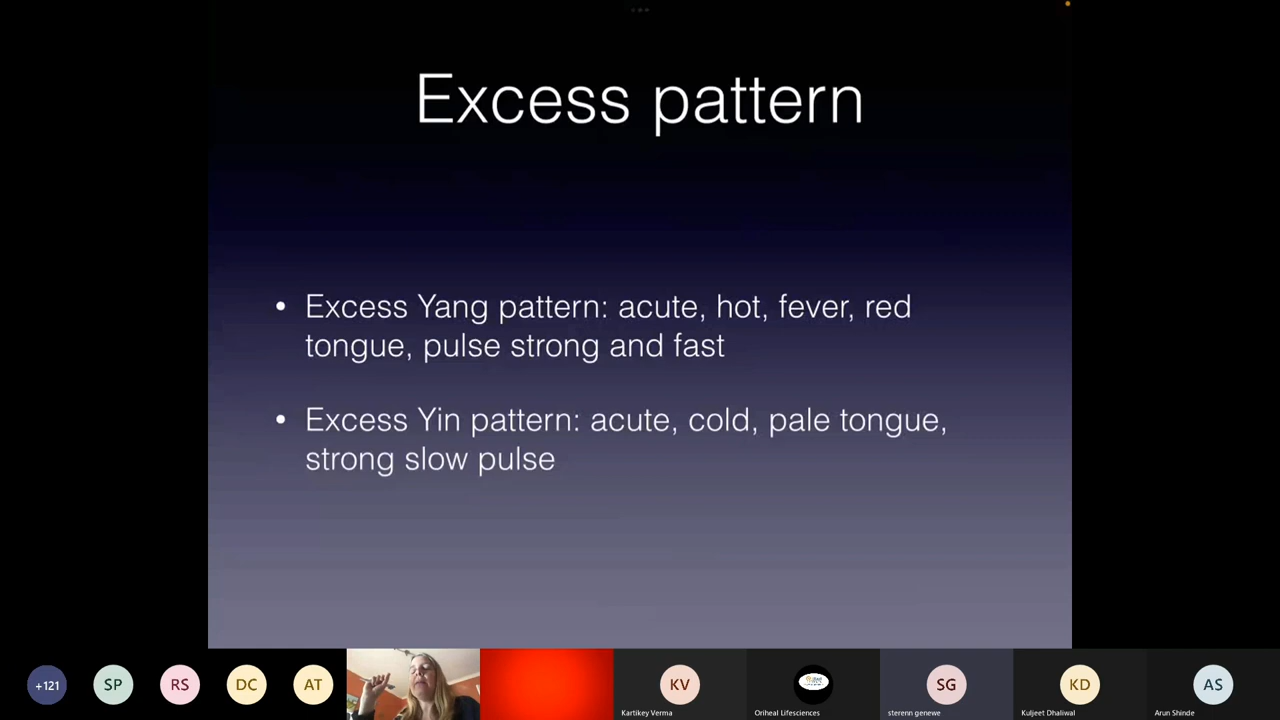 Excess pattern
• Excess Yang pattern: acute, hot, fever, red
tongue, pulse strong and fast
• Excess Yin pattern: acute, cold, pale tongue,
strong slow pulse
+121
SP
RS
DC
AT
KV
SG
KD
AS
Kartikey Verma
Oriheal Lifesciences
sterenn genewe
Kuljeet Dhaliwal
Arun Shinde